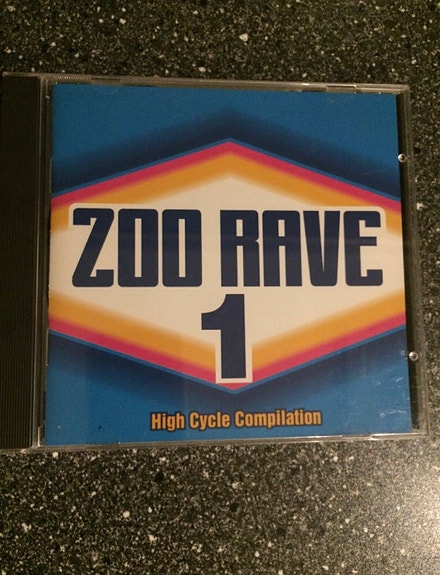 ZOO RAVE
1
High Cycle Compilation